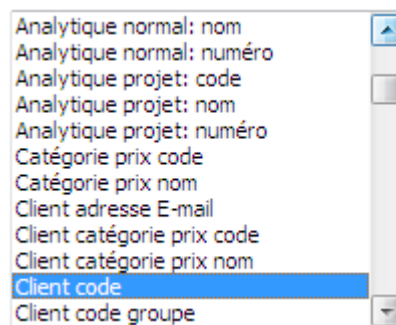 Analytique normal: nom
Analytique normal: numéro
Analytique projet: code
Analytique projet: nom
Analytique projet: numéro
Catégorie prix code
Catégorie prix nom
Client adresse E-mail
Client catégorie prix code
Client catégorie prix nom
Client code
Client code groupe